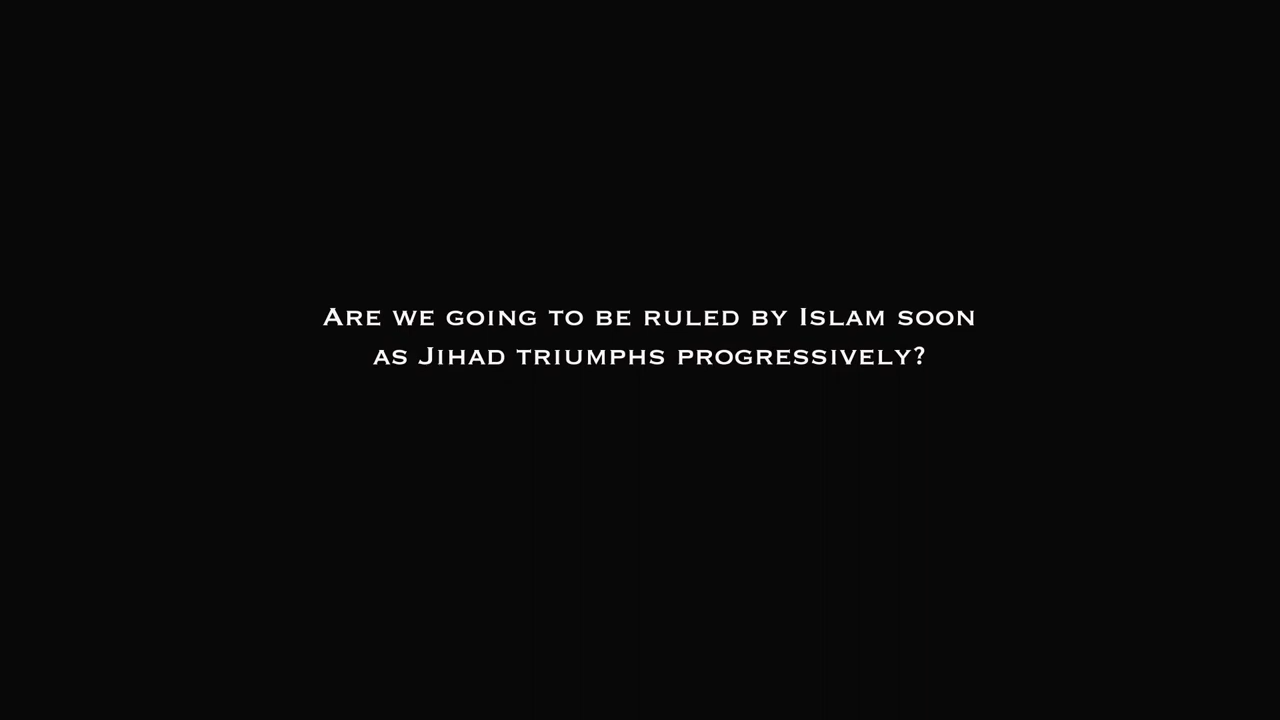 Are we going to be ruled by Islam soon
as Jihad triumphs progressively?